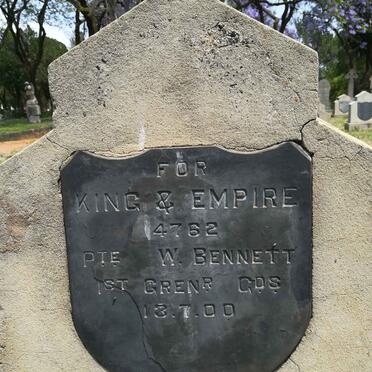 FOR
KING & EMPIRE
4762
PTE W. BENNETT
1ST GRENR GDS
13.7.00